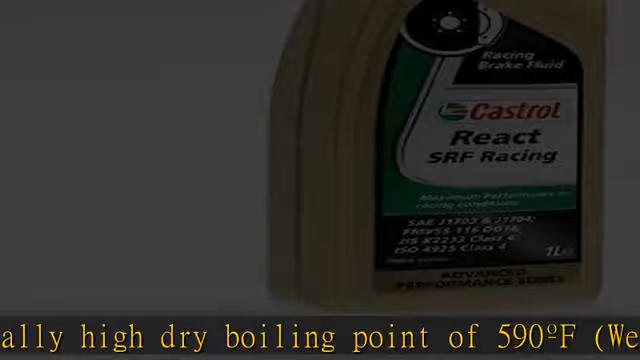 Racing
Brake Fluid
Castrol
React
SRF Racing
Maximum Performance in
racing conditions
SAE J1703 & J1704;
FMVSS 116 DOT4;
JIS K2233 Class 4
ISO 4925 Class 4
1L
ADVANCED
PERFORMANCE SERIES
ally high dry boiling point of 590ºF (We